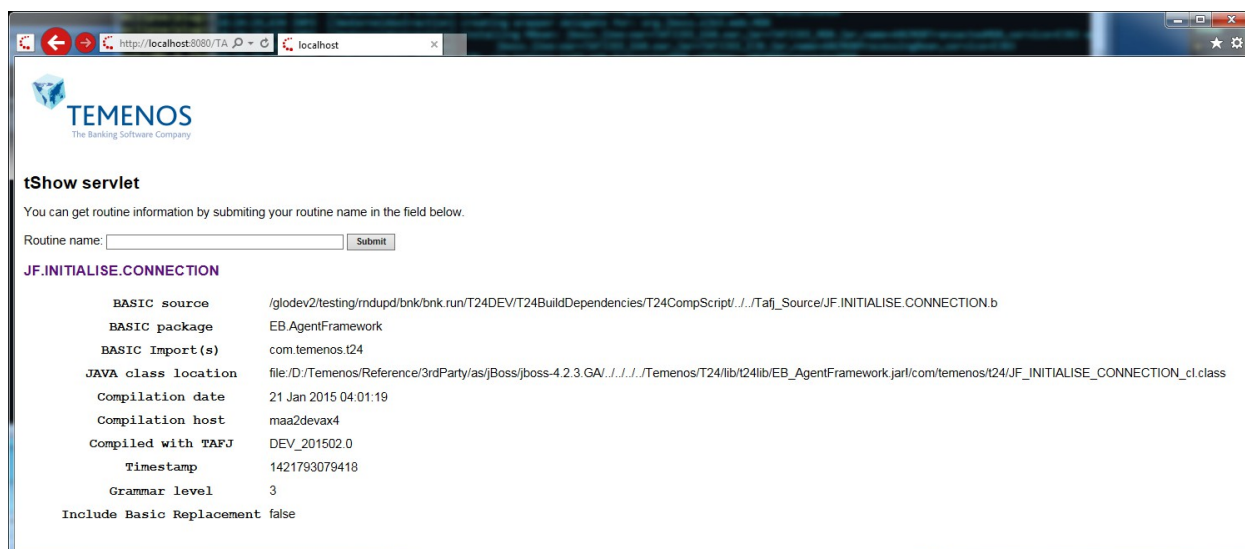 http://localhost:8080/TA
localhost
TEMENOS
The Banking Software Company
tShow servlet
You can get routine information by submiting your routine name in the field below.
Routine name: Submit
JF.INITIALISE.CONNECTION
BASIC source /glodev2/testing/rndupd/bnk/bnk.run/T24DEV/T24BuildDependencies/T24CompScript/../../Tafj_Source/JF.INITIALISE.CONNECTION.b
BASIC package EB.AgentFramework
BASIC Import(s) com.temenos.t24
JAVA class location file:/D:/Temenos/Reference/3rdParty/as/jBoss/jboss-4.2.3.GA/../../../../Temenos/T24/lib/t24lib/EB_AgentFramework.jar!/com/temenos/t24/JF_INITIALISE_CONNECTION_cl.class
Compilation date 21 Jan 2015 04:01:19
Compilation host maa2devax4
Compiled with TAFJ DEV_201502.0
Timestamp 1421793079418
Grammar level 3
Include Basic Replacement false